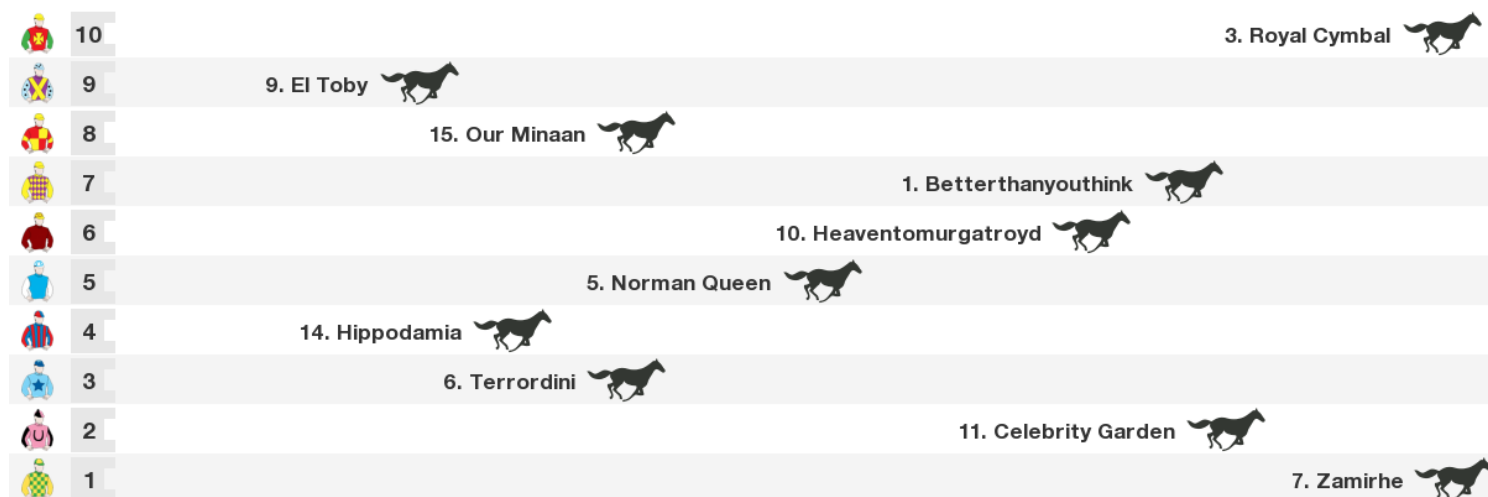 10 3. Royal Cymbal
9 9. El Toby
8 15. Our Minaan
7 1. Betterthanyouthink
6 10. Heaventomurgatroyd
5 5. Norman Queen
4 14. Hippodamia
3 6. Terrordini
2 11. Celebrity Garden
1 7. Zamirhe